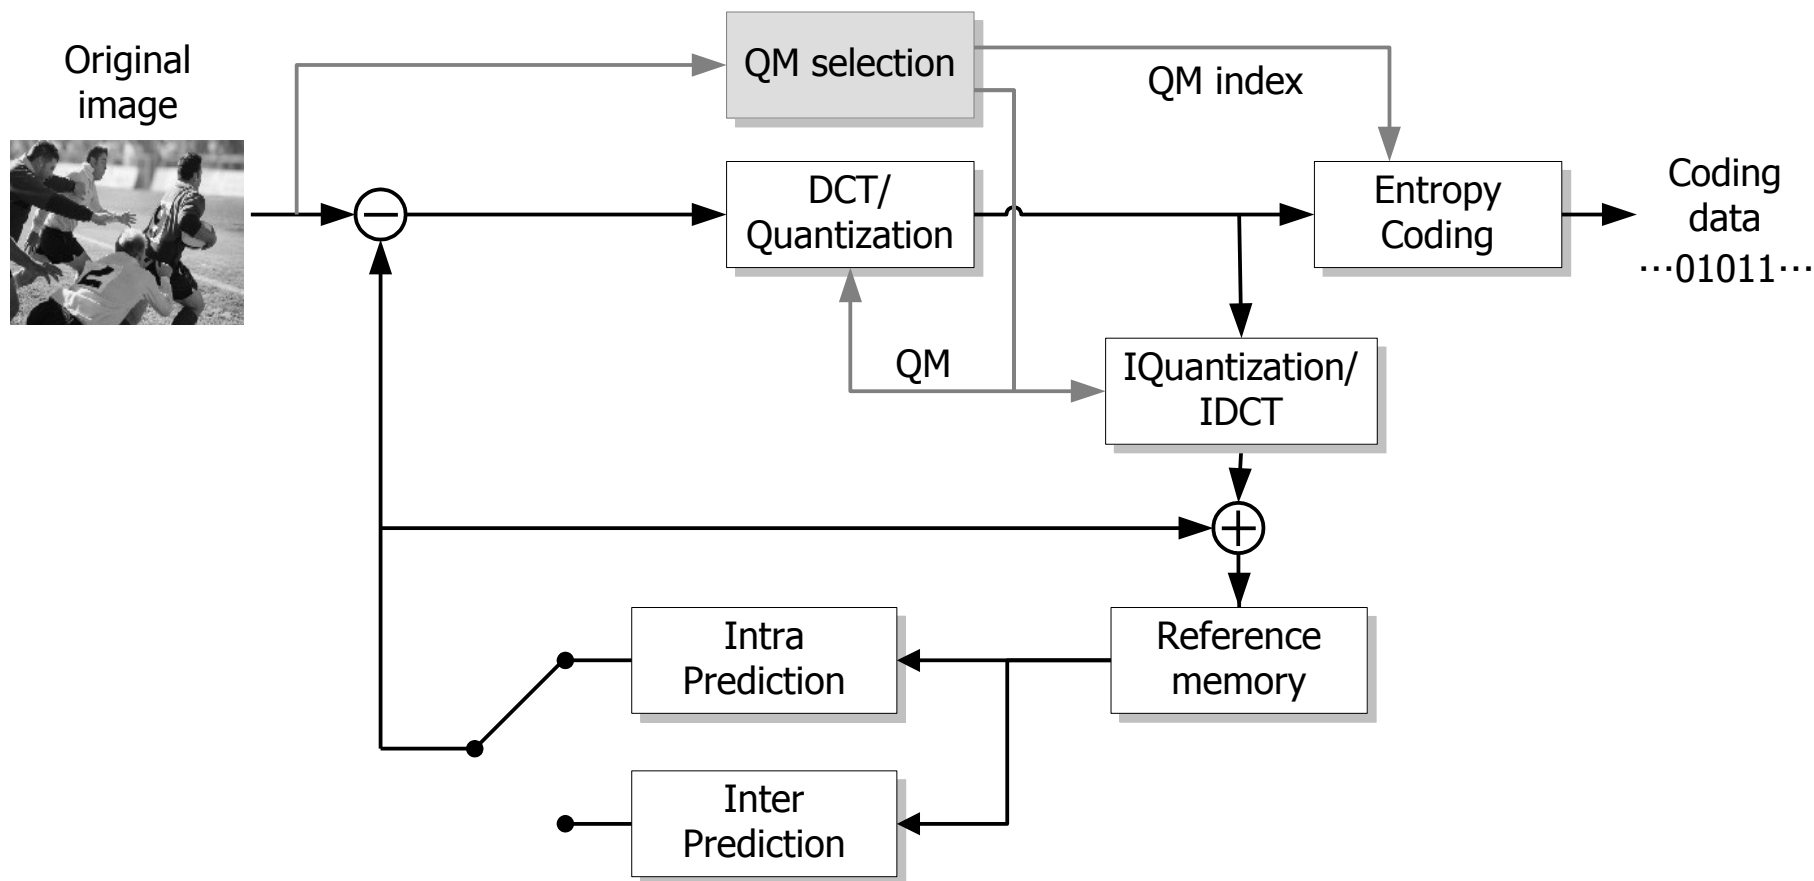 Original
image
QM selection
QM index
DCT/
Quantization
Entropy
Coding
Coding
data
…01011…
QM
IQuantization/
IDCT
Intra
Prediction
Reference
memory
Inter
Prediction